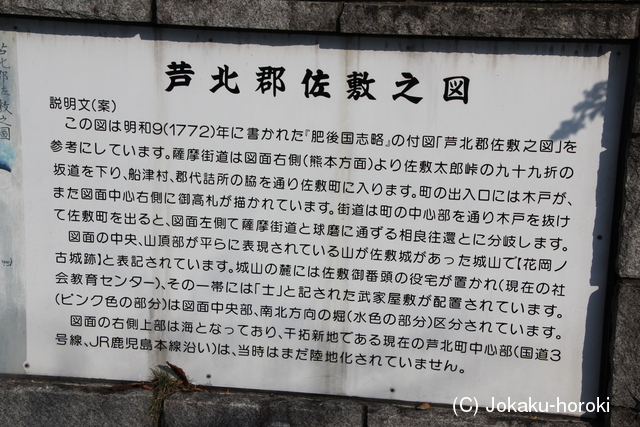 芦北郡佐敷之図
芦北郡佐敷之図
説明文(案)
この図は明和9(1772)年に書かれた『肥後国志略』の付図「芦北郡佐敷之図」を
参考にしています。薩摩街道は図面右側(熊本方面)より佐敷太郎峠の九十九折の
坂道を下り、船津村、郡代詰所の脇を通り佐敷町に入ります。町の出入口には木戸が、
また図面中心右側に御高札が描かれています。街道は町の中心部を通り木戸を抜け
て佐敷町を出ると、図面左側で薩摩街道と球磨に通ずる相良往還とに分岐します。
図面の中央、山頂部が平らに表現されている山が佐敷城があった城山で【花岡ノ
古城跡】と表記されています。城山の麓には佐敷御番頭の役宅が置かれ(現在の社
会教育センター)、その一帯には「士」と記された武家屋敷が配置されています。
(ピンク色の部分)は図面中央部、南北方向の堀(水色の部分)区分されています。
図面の右側上部は海となっており、干拓新地である現在の芦北町中心部(国道3
号線、JR鹿児島本線沿い)は、当時はまだ陸地化されていません。
(C) Jokaku-horoki